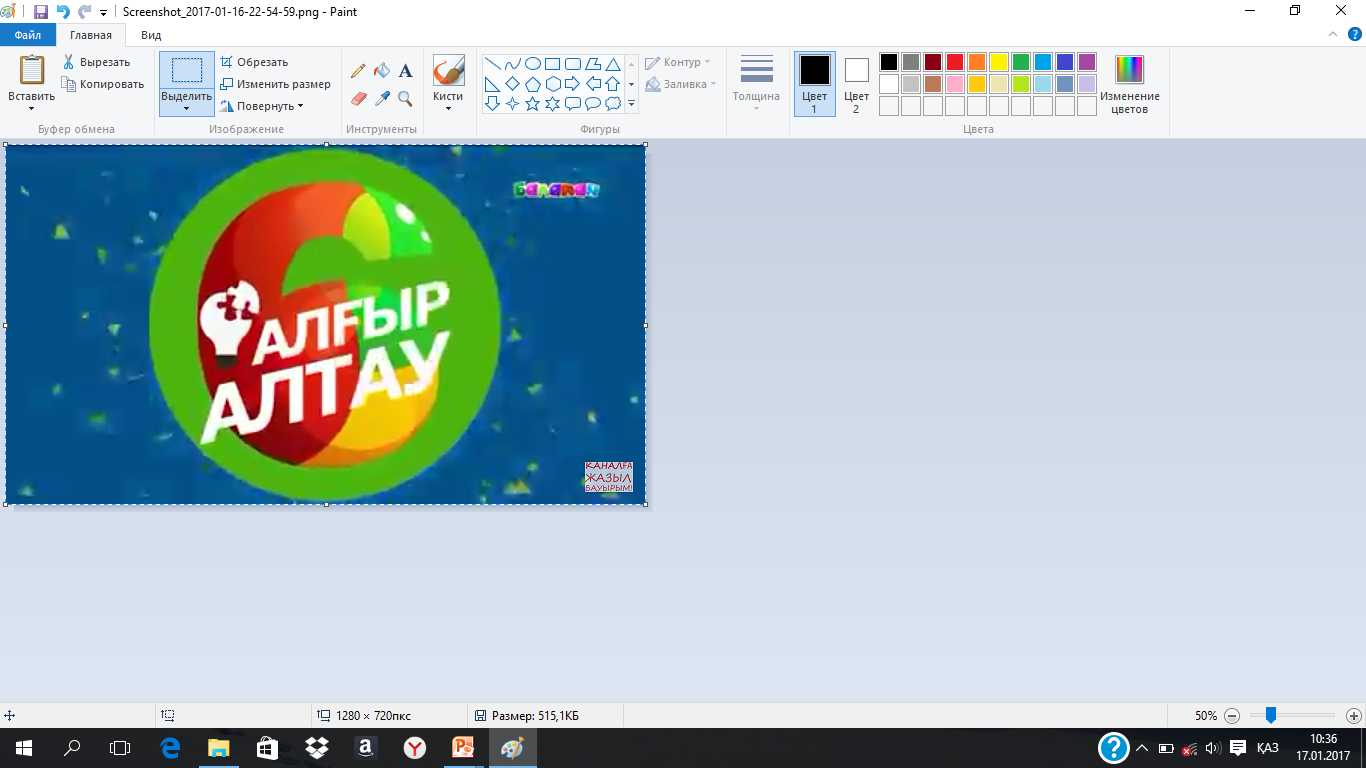 Screenshot_2017-01-16-22-54-59.png - Paint
Файл Главная Вид
Вставить
Вырезать
Копировать
Буфер обмена
Выделить
Обрезать
Изменить размер
Повернуть
Изображение
Инструменты
Кисти
Контур
Заливка
Фигуры
Толщина
Цвет 1
Цвет 2
Изменение цветов
Цвета
Балапан
АЛҒЫР
АЛТАУ
КАНАЛҒА
ЖАЗЫЛ
БАУЫРЫМ!
1280 × 720пкс
Размер: 515,1КБ
50%
ҚАЗ
10:36
17.01.2017